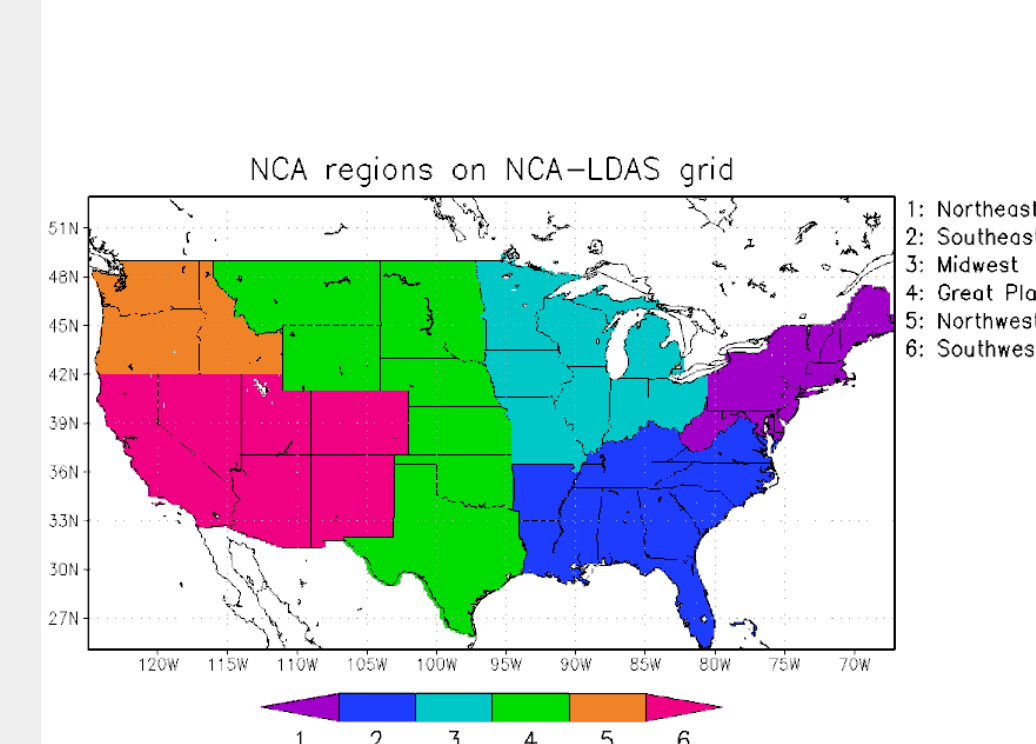 NCA regions on NCA-LDAS grid
1: Northeast
2: Southeast
3: Midwest
4: Great Pla
5: Northwest
6: Southwes
51N
48N
45N
42N
39N
36N
33N
30N
27N
120W 115W 110W 105W 100W 95W 90W 85W 80W 75W 70W
1 2 3 4 5 6